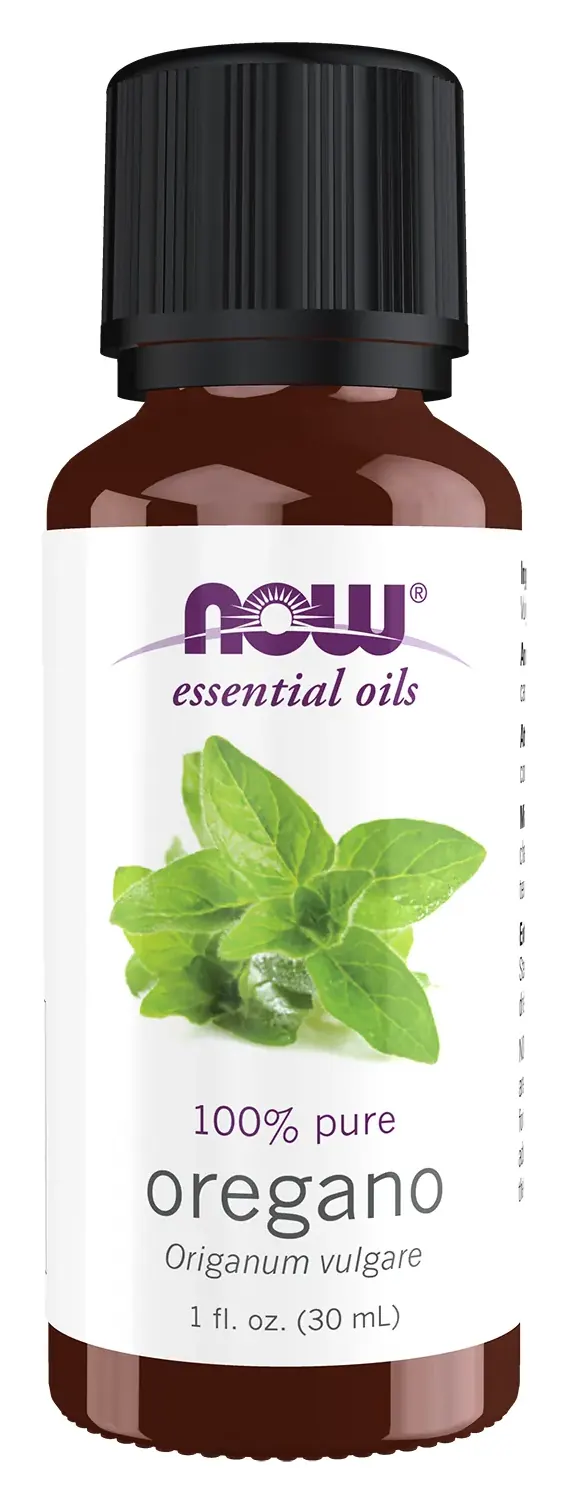 now®
essential oils
100% pure
oregano
Origanum vulgare
1 fl. oz. (30 mL)